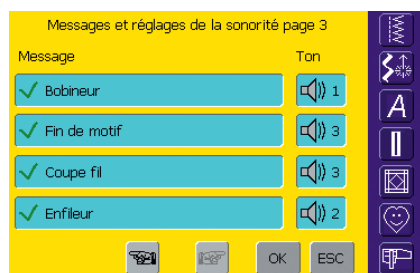 Messages et réglages de la sonorité page 3
Message Ton
Bobineur 1
Fin de motif 3
Coupe fil 3
Enfileur 2
OK ESC
A